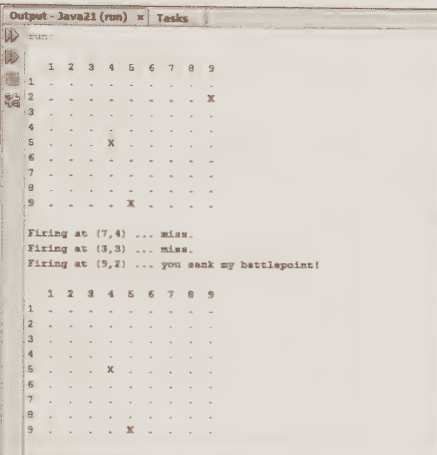 Output - Java21 (run) × Tasks
run:
1 2 3 4 5 6 7 8 9
1 . . . . . . . . .
2 . . . . . . . . X
3 . . . . . . . . .
4 . . . . . . . . .
5 . . . X . . . . .
6 . . . . . . . . .
7 . . . . . . . . .
8 . . . . . . . . .
9 . . . . X . . . .
Firing at (7,4) ... miss.
Firing at (3,3) ... miss.
Firing at (9,2) ... you sank my battlepoint!
1 2 3 4 5 6 7 8 9
1 . . . . . . . . .
2 . . . . . . . . .
3 . . . . . . . . .
4 . . . . . . . . .
5 . . . X . . . . .
6 . . . . . . . . .
7 . . . . . . . . .
8 . . . . . . . . .
9 . . . . X . . . .